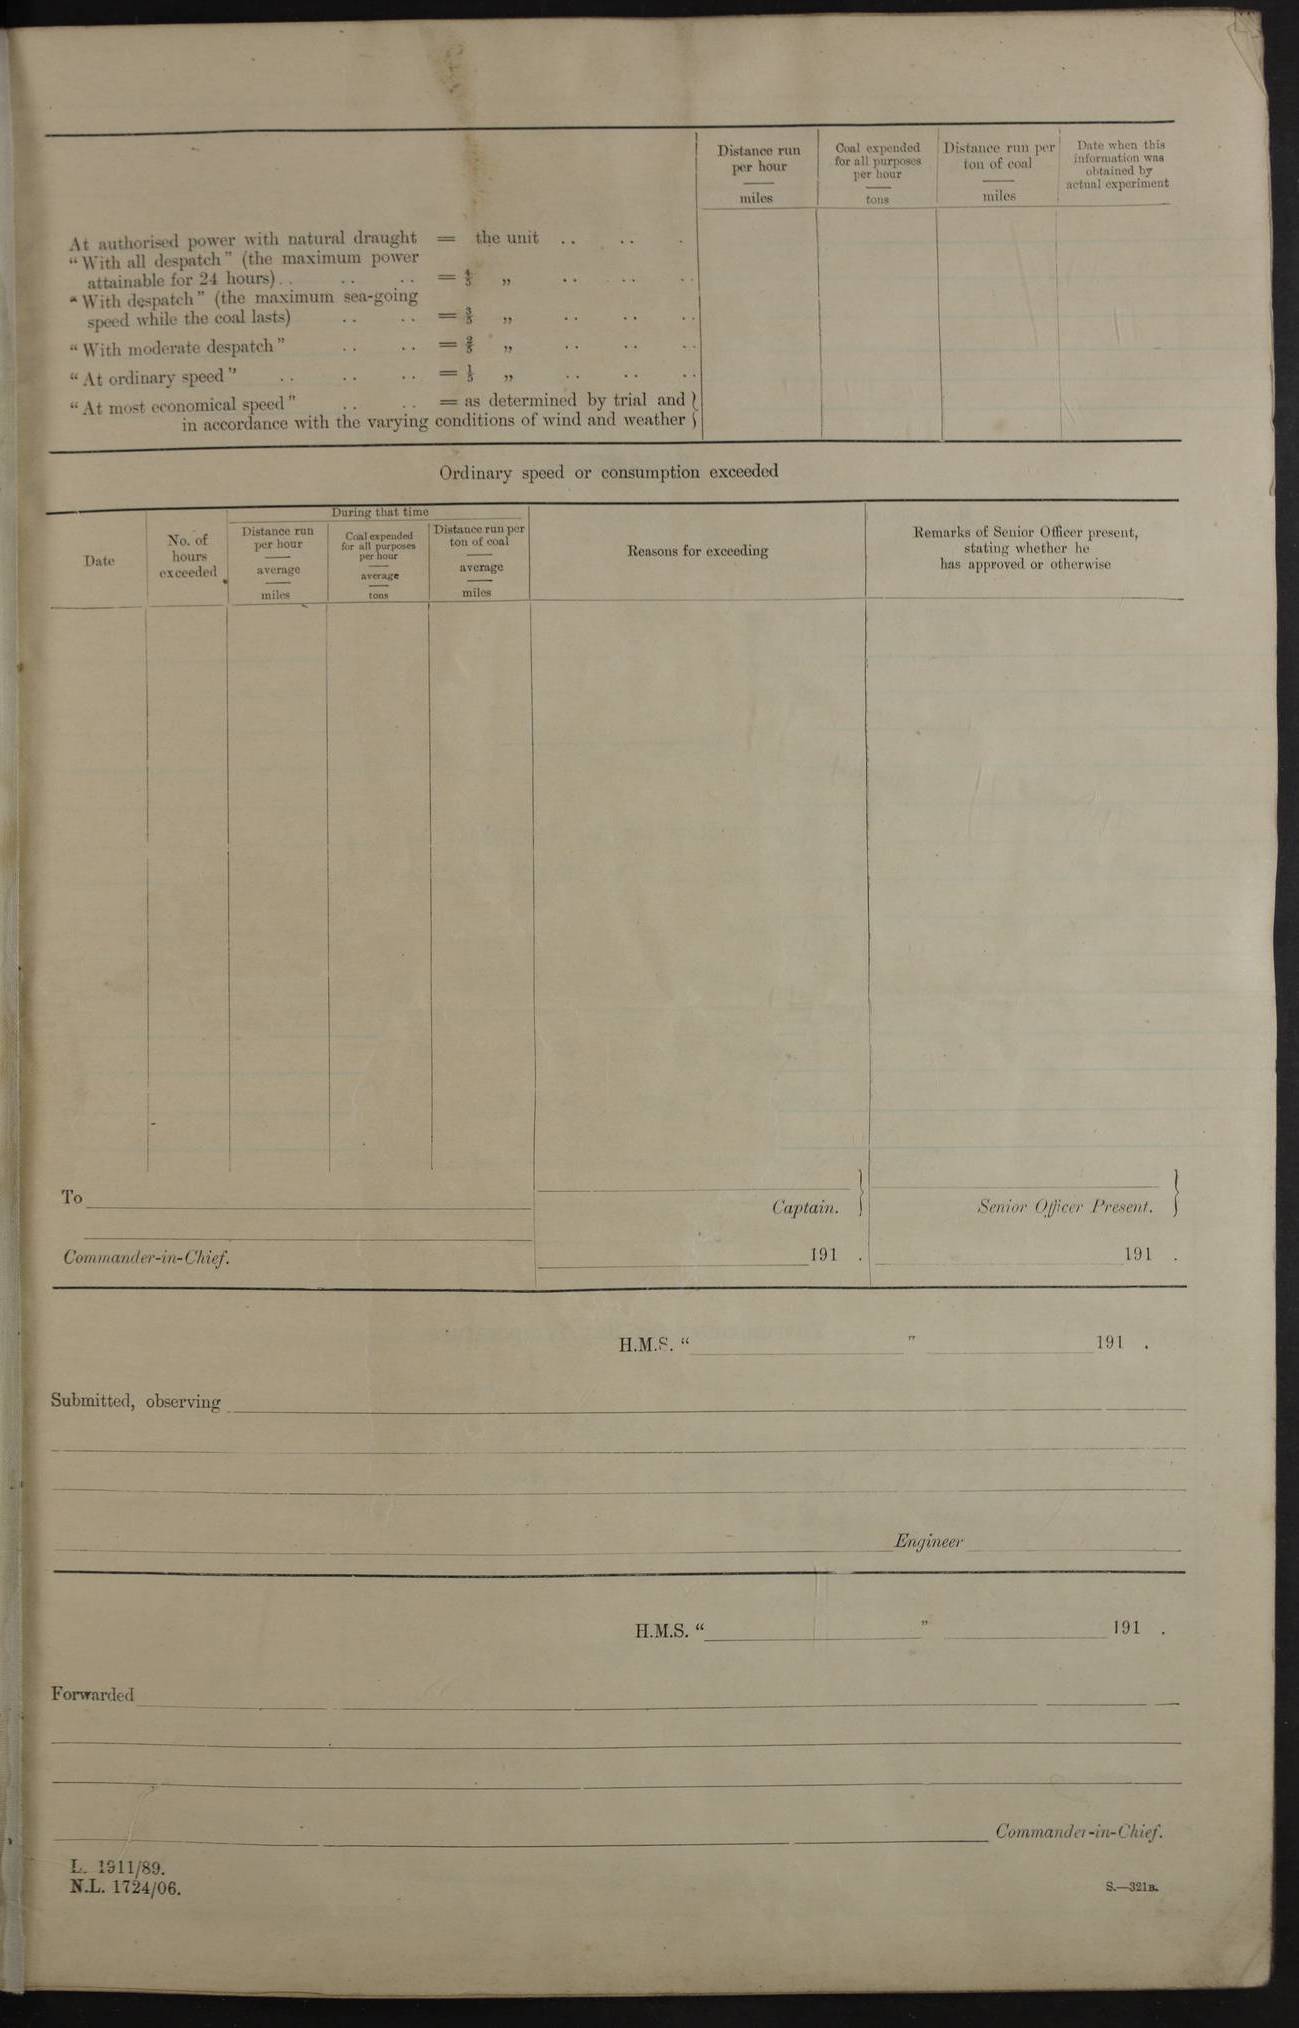 Distance run per hour — miles
Coal expended for all purposes per hour — tons
Distance run per ton of coal — miles
Date when this information was obtained by actual experiment
At authorised power with natural draught = the unit .. .. .
“With all despatch” (the maximum power
attainable for 24 hours) .. .. .. = 4/5 „ .. .. ..
“With despatch” (the maximum sea-going
speed while the coal lasts) .. .. = 3/5 „ .. .. ..
“With moderate despatch” .. .. = 2/5 „ .. .. ..
“At ordinary speed” .. .. .. = 1/5 „ .. .. ..
“At most economical speed” .. .. = as determined by trial and }
in accordance with the varying conditions of wind and weather }
Ordinary speed or consumption exceeded
Date
No. of hours exceeded
During that time
Distance run per hour — average — miles
Coal expended for all purposes per hour — average — tons
Distance run per ton of coal — average — miles
Reasons for exceeding
Remarks of Senior Officer present,
stating whether he
has approved or otherwise
To
Captain. }
Senior Officer Present. }
Commander-in-Chief.
191 .
191 .
H.M.S. “ ” 191 .
Submitted, observing
Engineer
H.M.S. “ ” 191 .
Forwarded
Commander-in-Chief.
L. 1911/89.
N.L. 1724/06.
S.—321B.